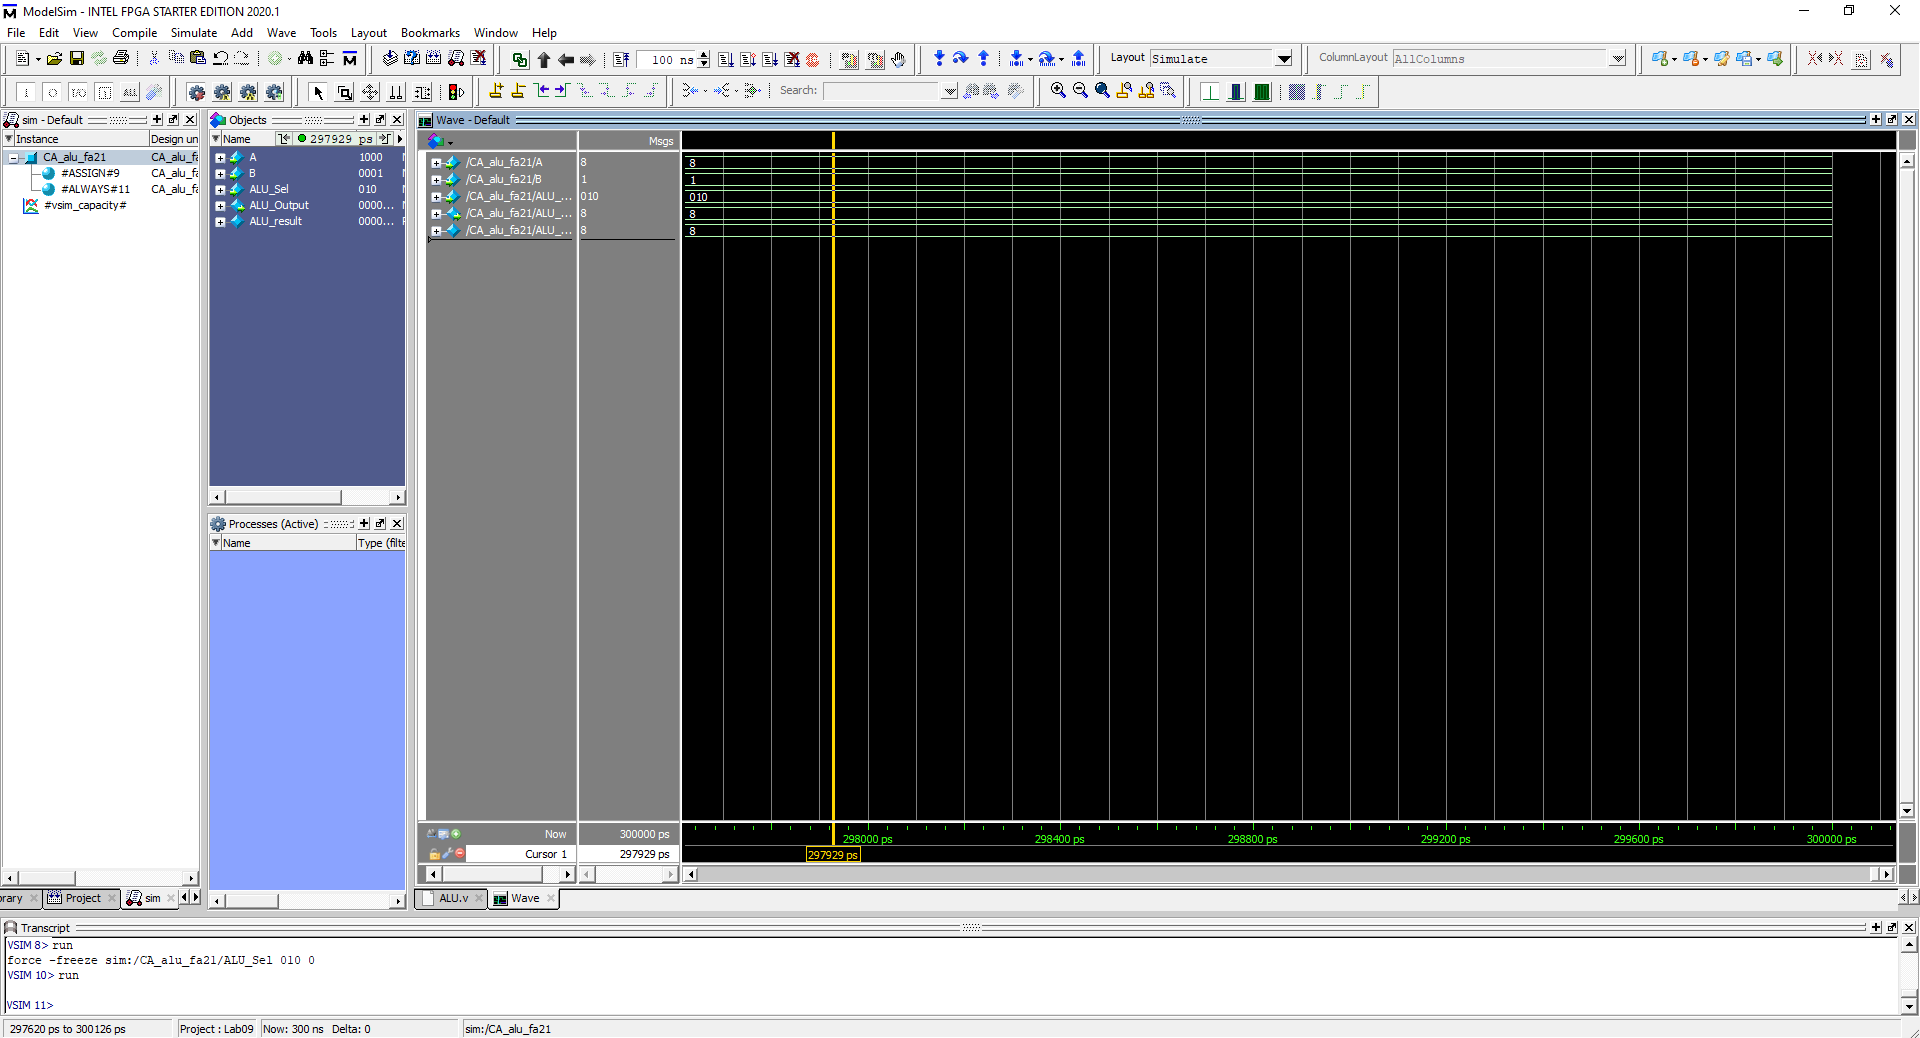 ModelSim - INTEL FPGA STARTER EDITION 2020.1
File Edit View Compile Simulate Add Wave Tools Layout Bookmarks Window Help
100 ns
Layout Simulate
ColumnLayout AllColumns
ALL
Search:
sim - Default
Instance Design un
CA_alu_fa21 CA_alu_fa
#ASSIGN#9 CA_alu_fa
#ALWAYS#11 CA_alu_fa
#vsim_capacity#
Objects
Name 297929 ps
A 1000
B 0001
ALU_Sel 010
ALU_Output 0000...
ALU_result 0000...
Processes (Active)
Name Type (filte
Wave - Default
Msgs
/CA_alu_fa21/A 8 8
/CA_alu_fa21/B 1 1
/CA_alu_fa21/ALU_... 010 010
/CA_alu_fa21/ALU_... 8 8
/CA_alu_fa21/ALU_... 8 8
Now 300000 ps
298000 ps 298400 ps 298800 ps 299200 ps 299600 ps 300000 ps
Cursor 1 297929 ps
297929 ps
brary Project sim
ALU.v Wave
Transcript
VSIM 8> run
force -freeze sim:/CA_alu_fa21/ALU_Sel 010 0
VSIM 10> run
VSIM 11>
297620 ps to 300126 ps Project : Lab09 Now: 300 ns Delta: 0 sim:/CA_alu_fa21